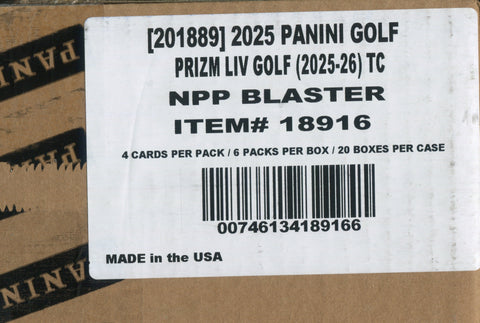 [201889] 2025 PANINI GOLF
PRIZM LIV GOLF (2025-26) TC
NPP BLASTER
ITEM# 18916
4 CARDS PER PACK / 6 PACKS PER BOX / 20 BOXES PER CASE
00746134189166
MADE in the USA
PANINI
PANI
PANINI